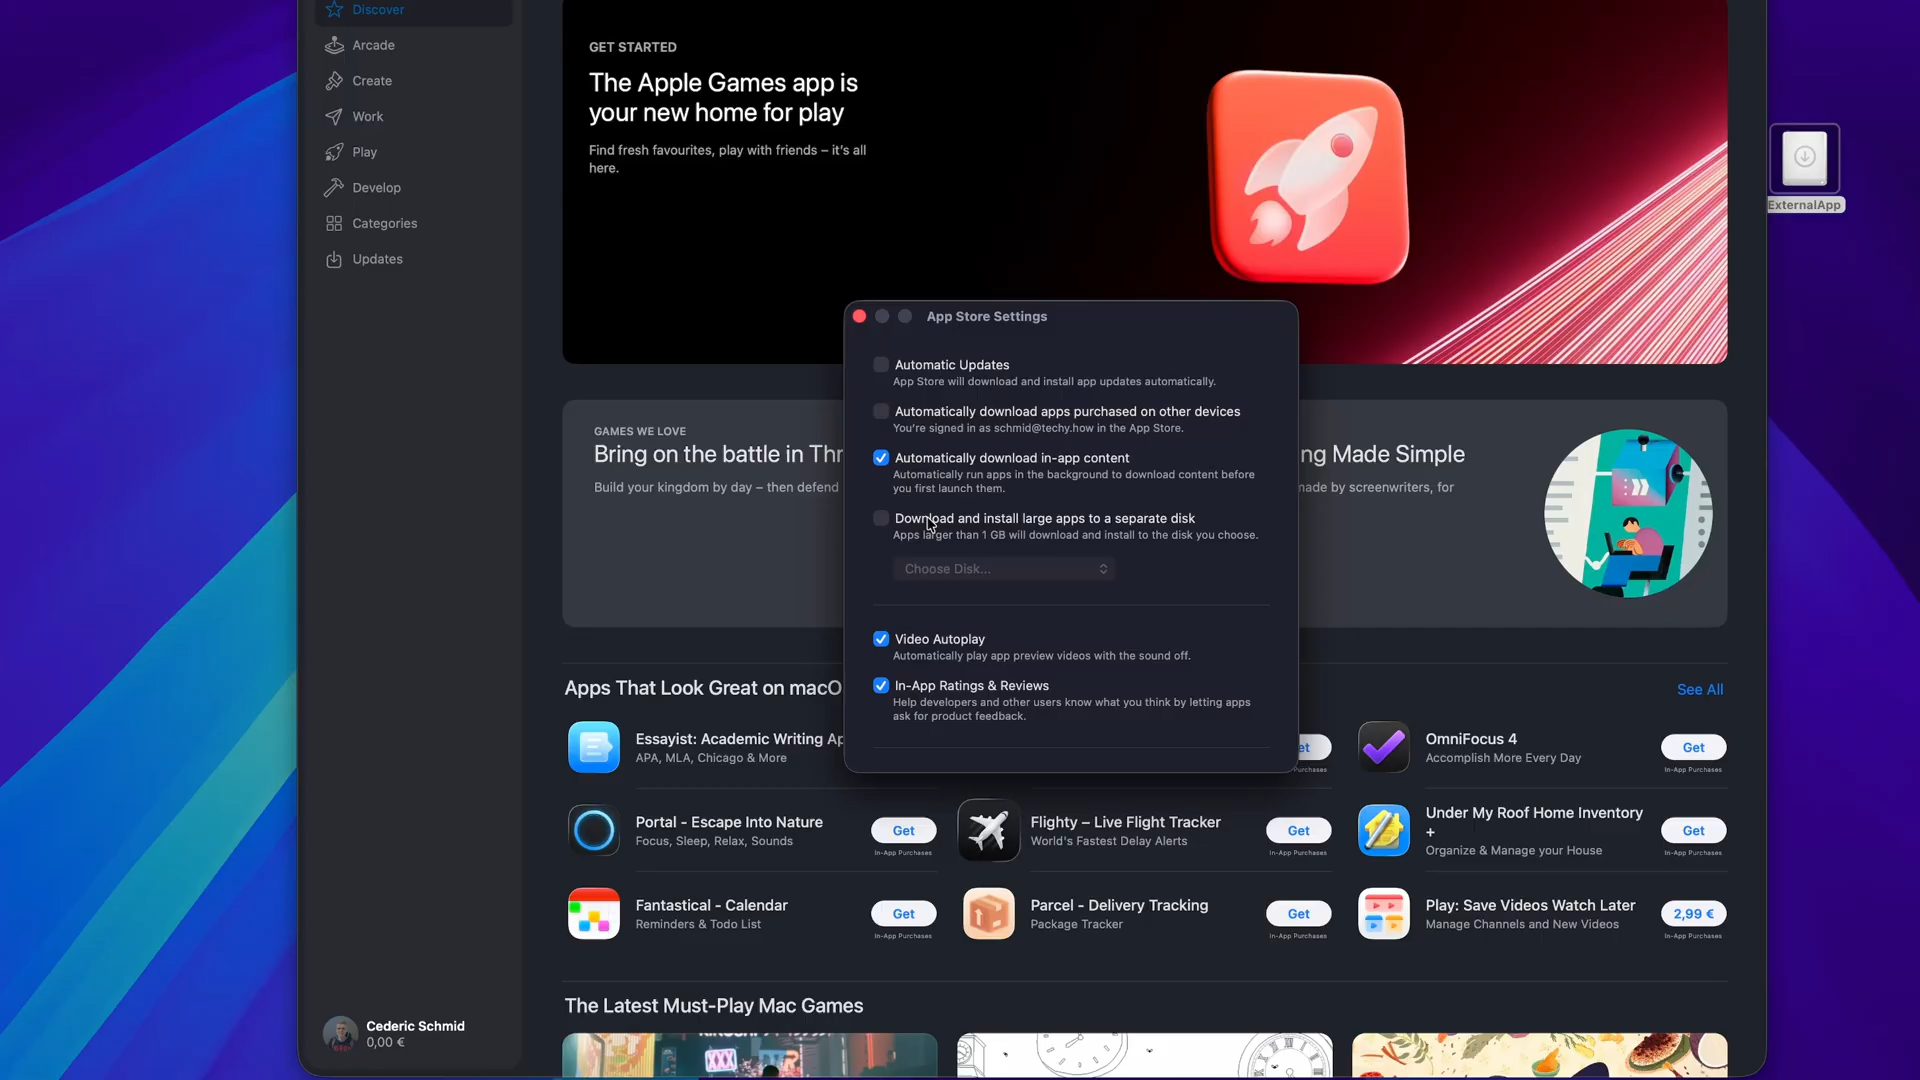 Discover
Arcade
Create
Work
Play
Develop
Categories
Updates
Cederic Schmid
0,00 €
GET STARTED
The Apple Games app is
your new home for play
Find fresh favourites, play with friends – it's all
here.
ExternalApp
App Store Settings
Automatic Updates
App Store will download and install app updates automatically.
Automatically download apps purchased on other devices
You're signed in as schmid@techy.how in the App Store.
Automatically download in-app content
Automatically run apps in the background to download content before
you first launch them.
Download and install large apps to a separate disk
Apps larger than 1 GB will download and install to the disk you choose.
Choose Disk...
Video Autoplay
Automatically play app preview videos with the sound off.
In-App Ratings & Reviews
Help developers and other users know what you think by letting apps
ask for product feedback.
GAMES WE LOVE
Bring on the battle in Thr
Build your kingdom by day – then defend
ng Made Simple
made by screenwriters, for
Apps That Look Great on macO
See All
Essayist: Academic Writing Ap
APA, MLA, Chicago & More
et
Purchases
OmniFocus 4
Accomplish More Every Day
Get
In-App Purchases
Portal - Escape Into Nature
Focus, Sleep, Relax, Sounds
Get
In-App Purchases
Flighty – Live Flight Tracker
World's Fastest Delay Alerts
Get
In-App Purchases
Under My Roof Home Inventory
+
Organize & Manage your House
Get
In-App Purchases
Fantastical - Calendar
Reminders & Todo List
Get
In-App Purchases
Parcel - Delivery Tracking
Package Tracker
Get
In-App Purchases
Play: Save Videos Watch Later
Manage Channels and New Videos
2,99 €
In-App Purchases
The Latest Must-Play Mac Games
XXX